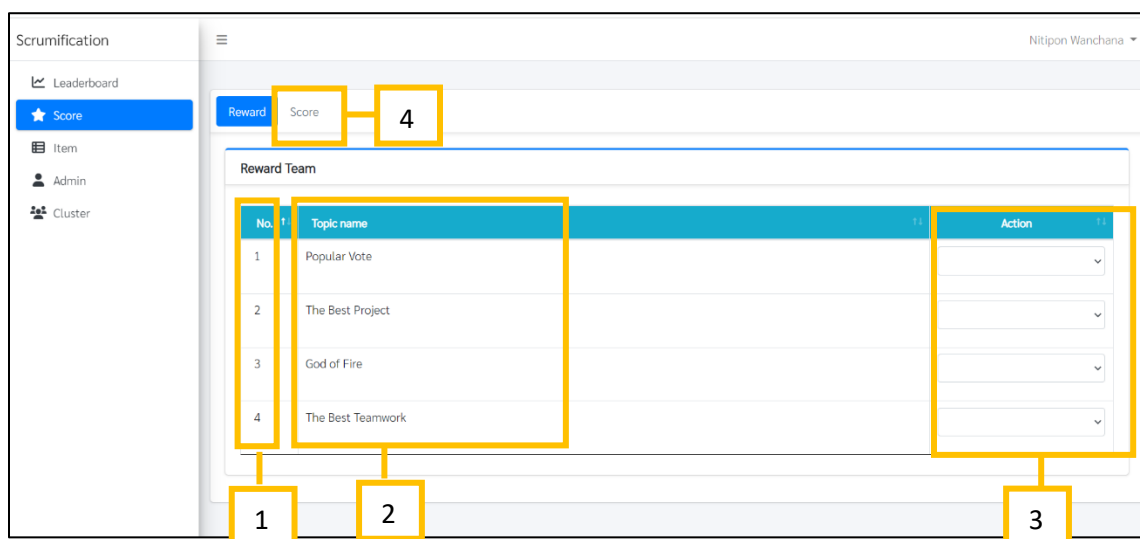 Scrumification
Nitipon Wanchana
Leaderboard
Score
Item
Admin
Cluster
Reward Score
4
Reward Team
No. Topic name Action
1 Popular Vote
2 The Best Project
3 God of Fire
4 The Best Teamwork
1
2
3